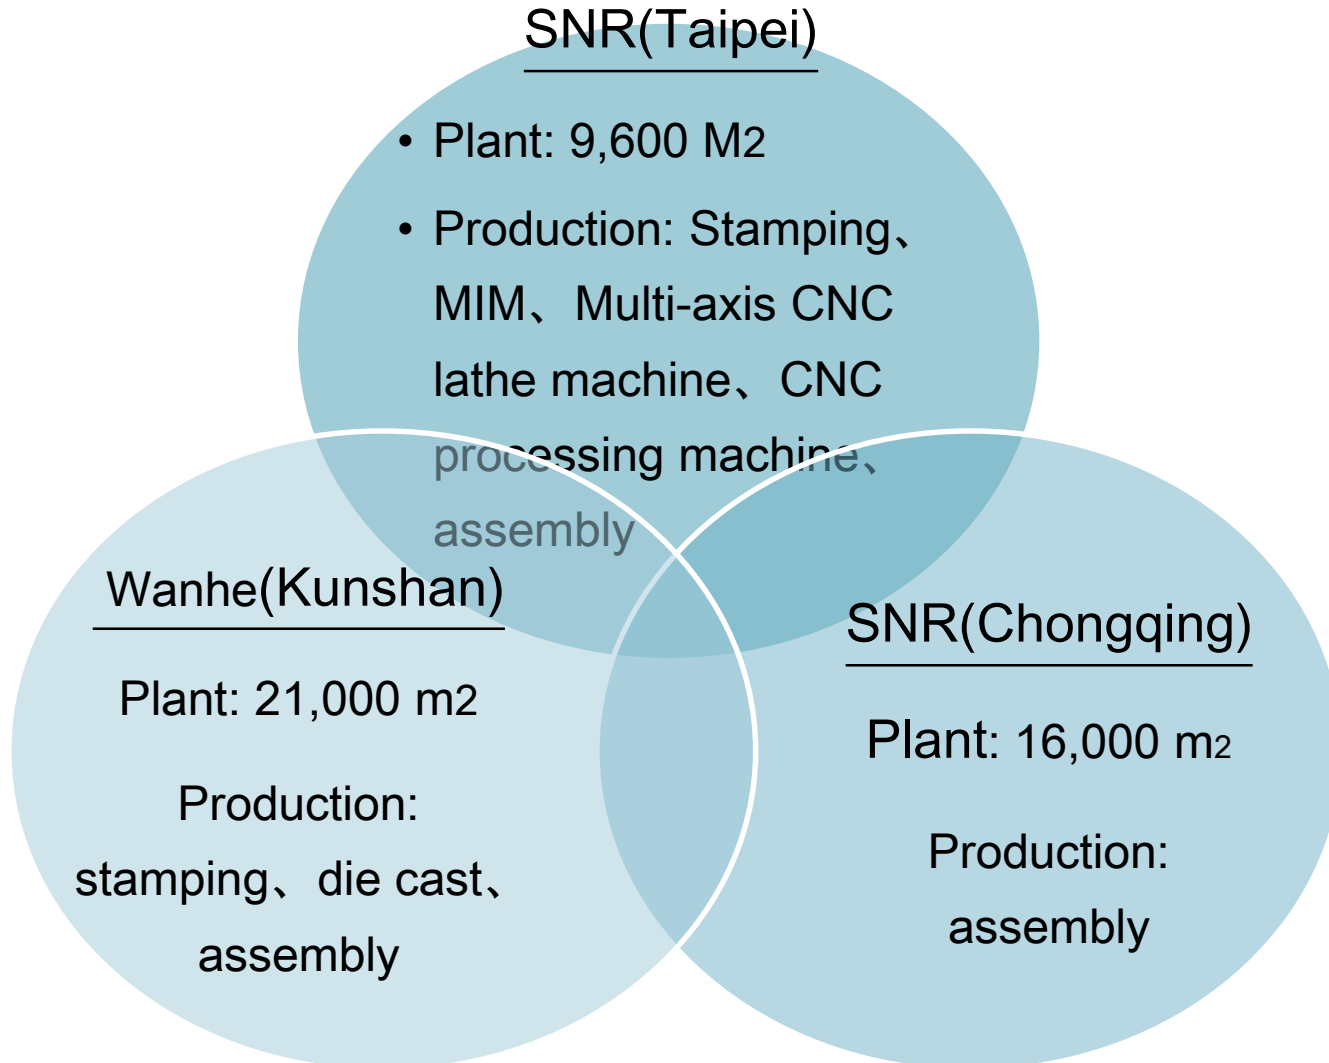 SNR(Taipei)
• Plant: 9,600 M2
• Production: Stamping、
MIM、Multi-axis CNC
lathe machine、CNC
processing machine、
assembly
Wanhe(Kunshan)
Plant: 21,000 m2
Production:
stamping、die cast、
assembly
SNR(Chongqing)
Plant: 16,000 m2
Production:
assembly